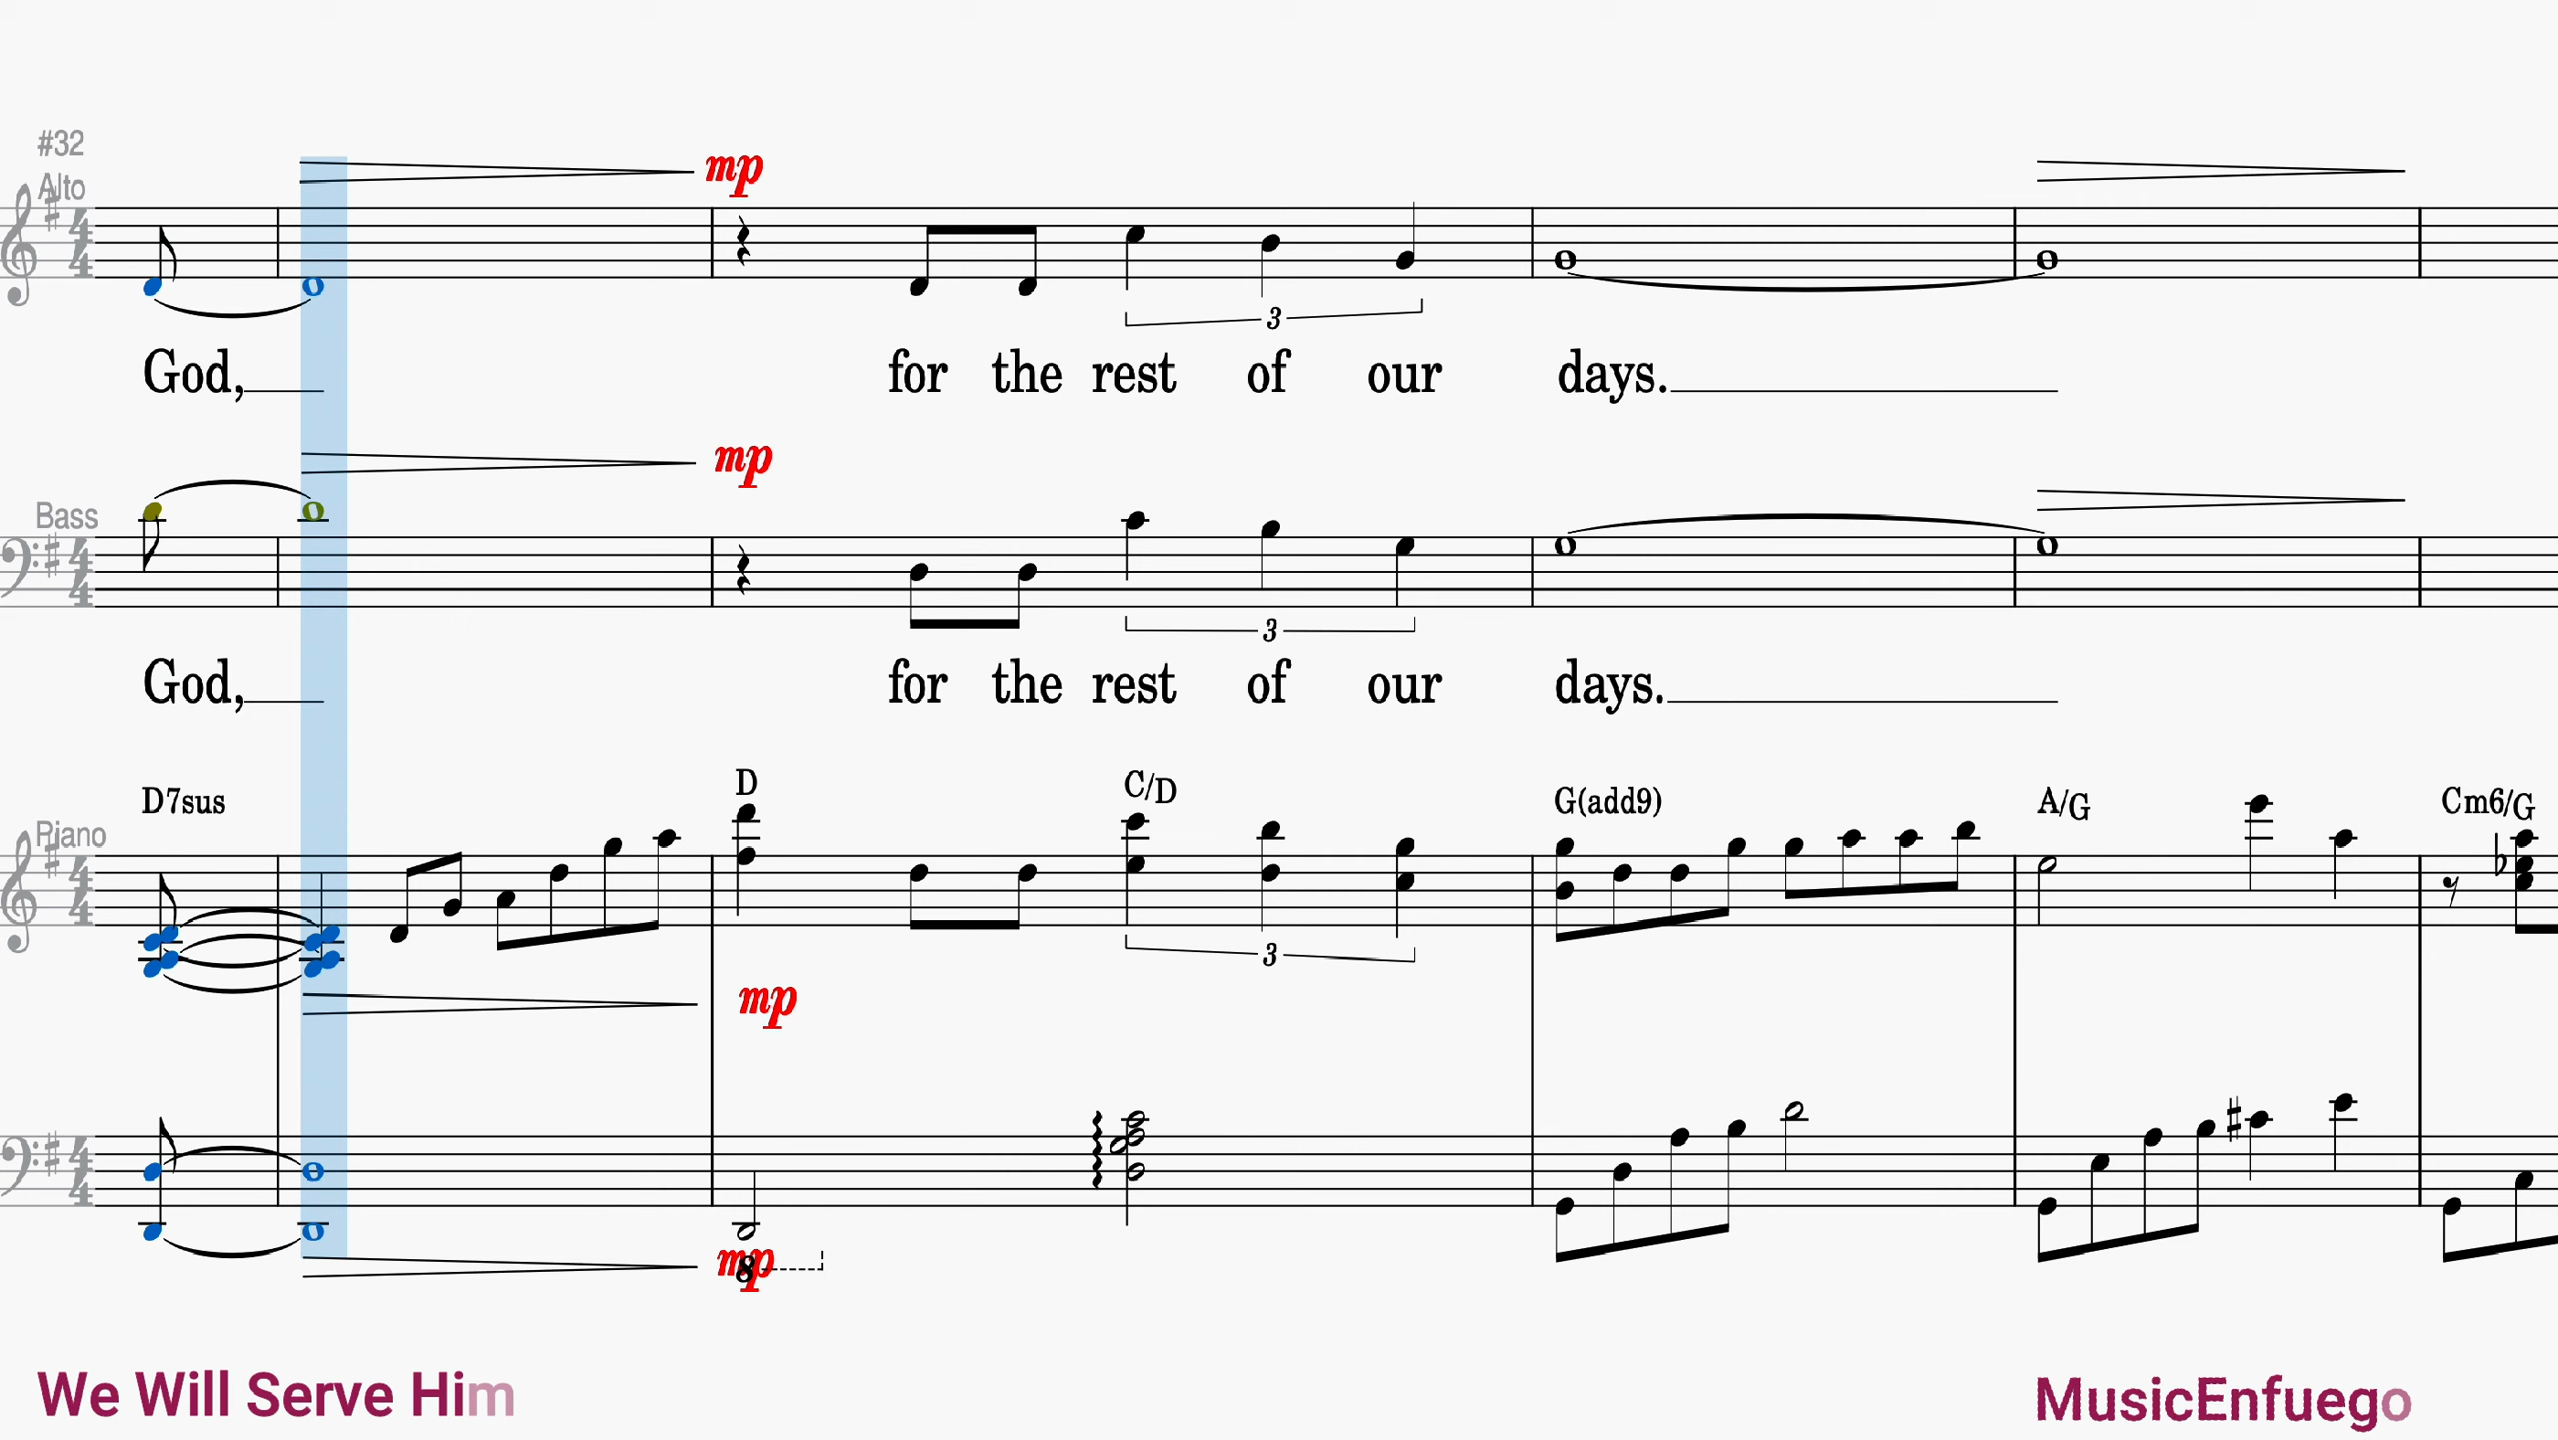 #32
Alto
mp
3
God, for the rest of our days.
mp
Bass
3
God, for the rest of our days.
D7sus D C/D G(add9) A/G Cm6/G
Piano
3
mp
mp
8
We Will Serve Him
MusicEnfuego